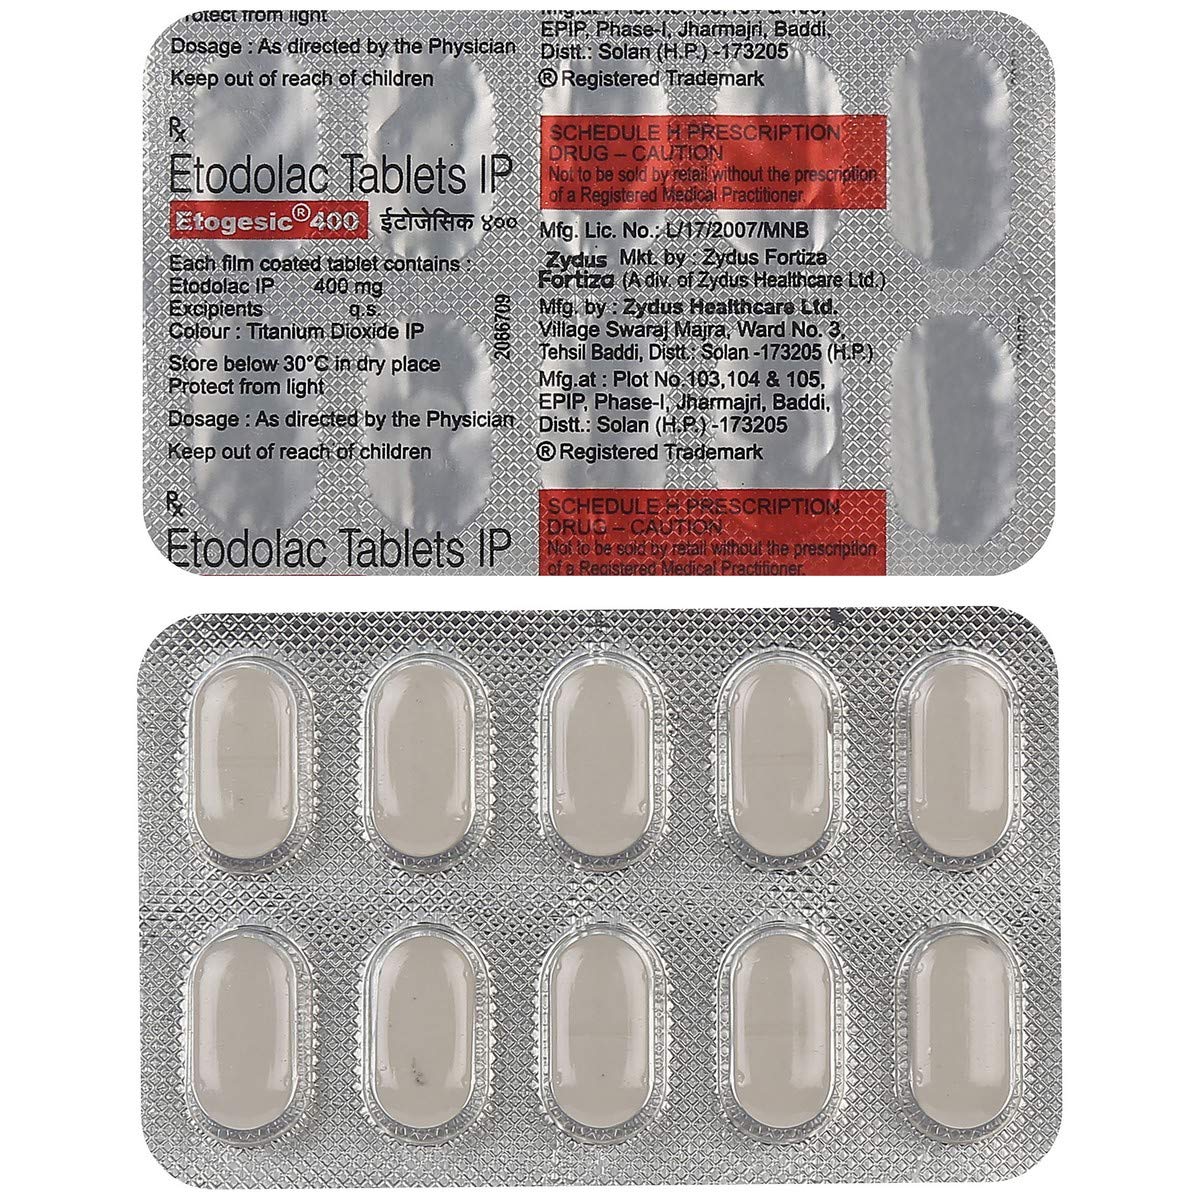 Protect from light
Dosage : As directed by the Physician
Keep out of reach of children
Rx
Etodolac Tablets IP
Etogesic® 400 ईटोजेसिक ४००
Each film coated tablet contains :
Etodolac IP 400 mg
Excipients q.s.
Colour : Titanium Dioxide IP
Store below 30°C in dry place
Protect from light
Dosage : As directed by the Physician
Keep out of reach of children
Rx
Etodolac Tablets IP
2086709
EPIP, Phase-I, Jharmajri, Baddi,
Distt.: Solan (H.P.) -173205
® Registered Trademark
SCHEDULE H PRESCRIPTION
DRUG – CAUTION
Not to be sold by retail without the prescription
of a Registered Medical Practitioner.
Mfg. Lic. No.: L/17/2007/MNB
Zydus Fortiza
Mkt. by : Zydus Fortiza
(A div. of Zydus Healthcare Ltd.)
Mfg. by : Zydus Healthcare Ltd.
Village Swaraj Majra, Ward No. 3,
Tehsil Baddi, Distt.: Solan -173205 (H.P.)
Mfg.at : Plot No.103,104 & 105,
EPIP, Phase-I, Jharmajri, Baddi,
Distt.: Solan (H.P.) -173205
® Registered Trademark
SCHEDULE H PRESCRIPTION
DRUG – CAUTION
Not to be sold by retail without the prescription
of a Registered Medical Practitioner.